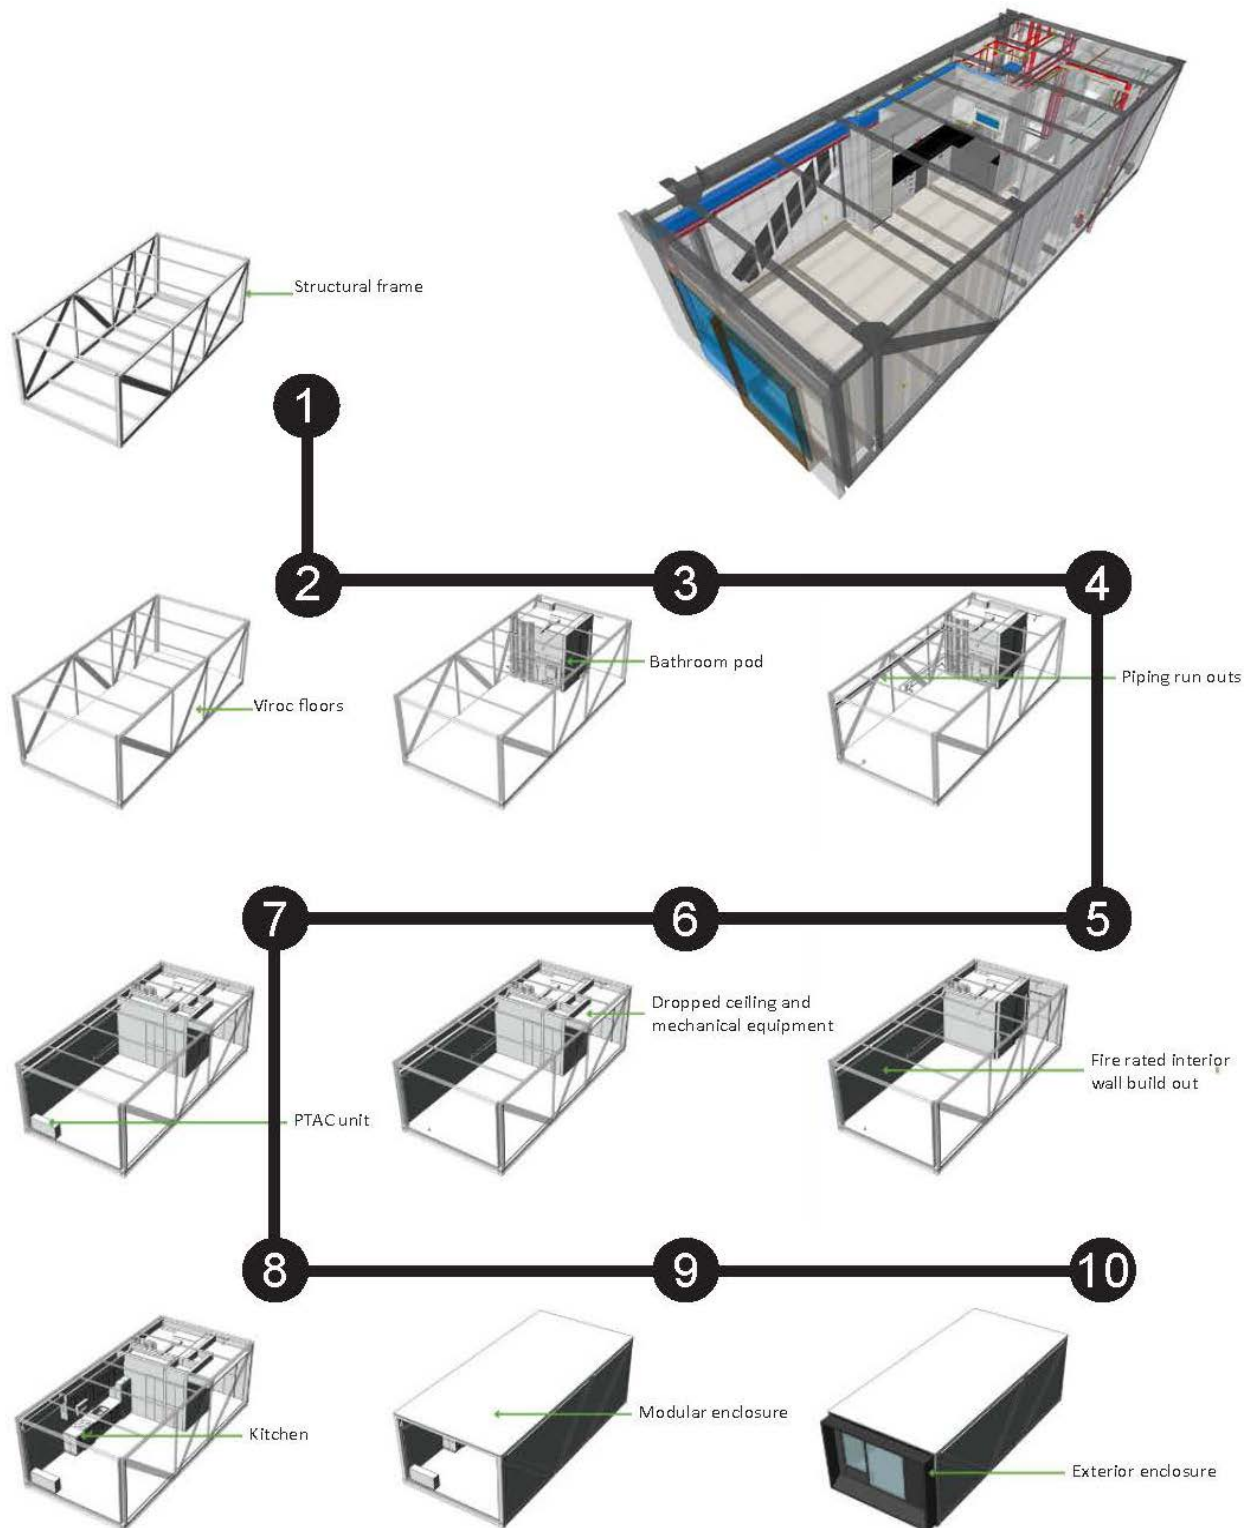 Structural frame
1
2
3
4
Viroc floors
Bathroom pod
Piping run outs
7
6
5
PTAC unit
Dropped ceiling and
mechanical equipment
Fire rated interior
wall build out
8
9
10
Kitchen
Modular enclosure
Exterior enclosure